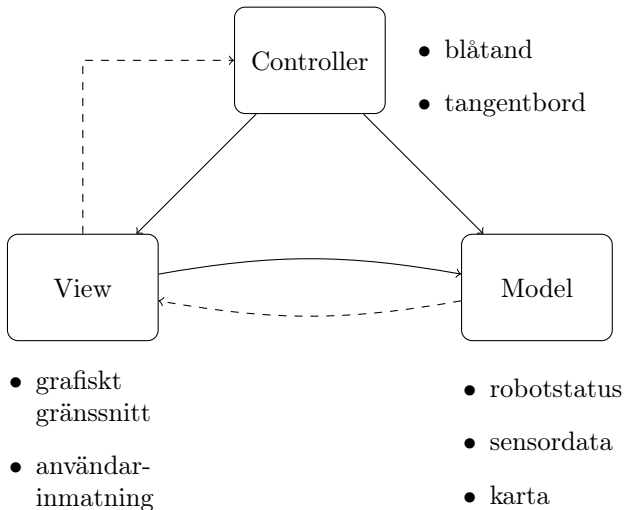 Controller
• blåtand
• tangentbord
View
Model
• grafiskt
gränssnitt
• användar-
inmatning
• robotstatus
• sensordata
• karta